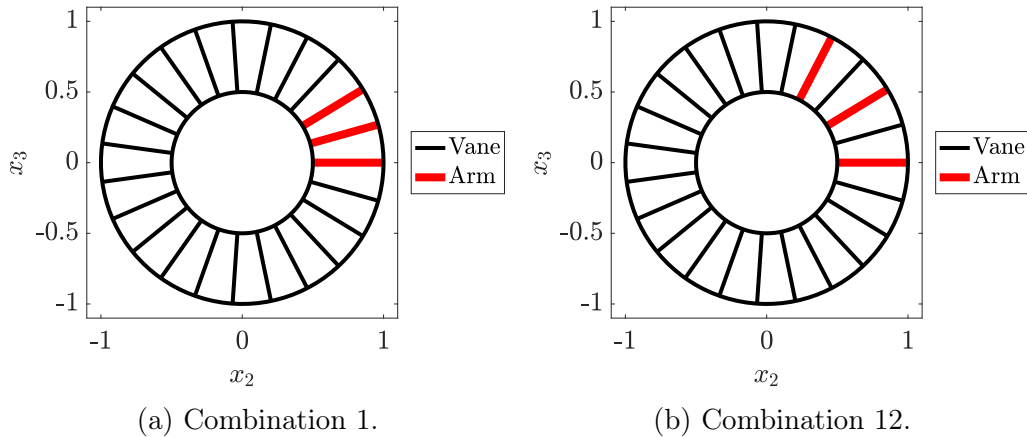 1
0.5
0
-0.5
-1
x₃
-1
0
1
x₂
Vane
Arm
(a) Combination 1.
1
0.5
0
-0.5
-1
x₃
-1
0
1
x₂
Vane
Arm
(b) Combination 12.